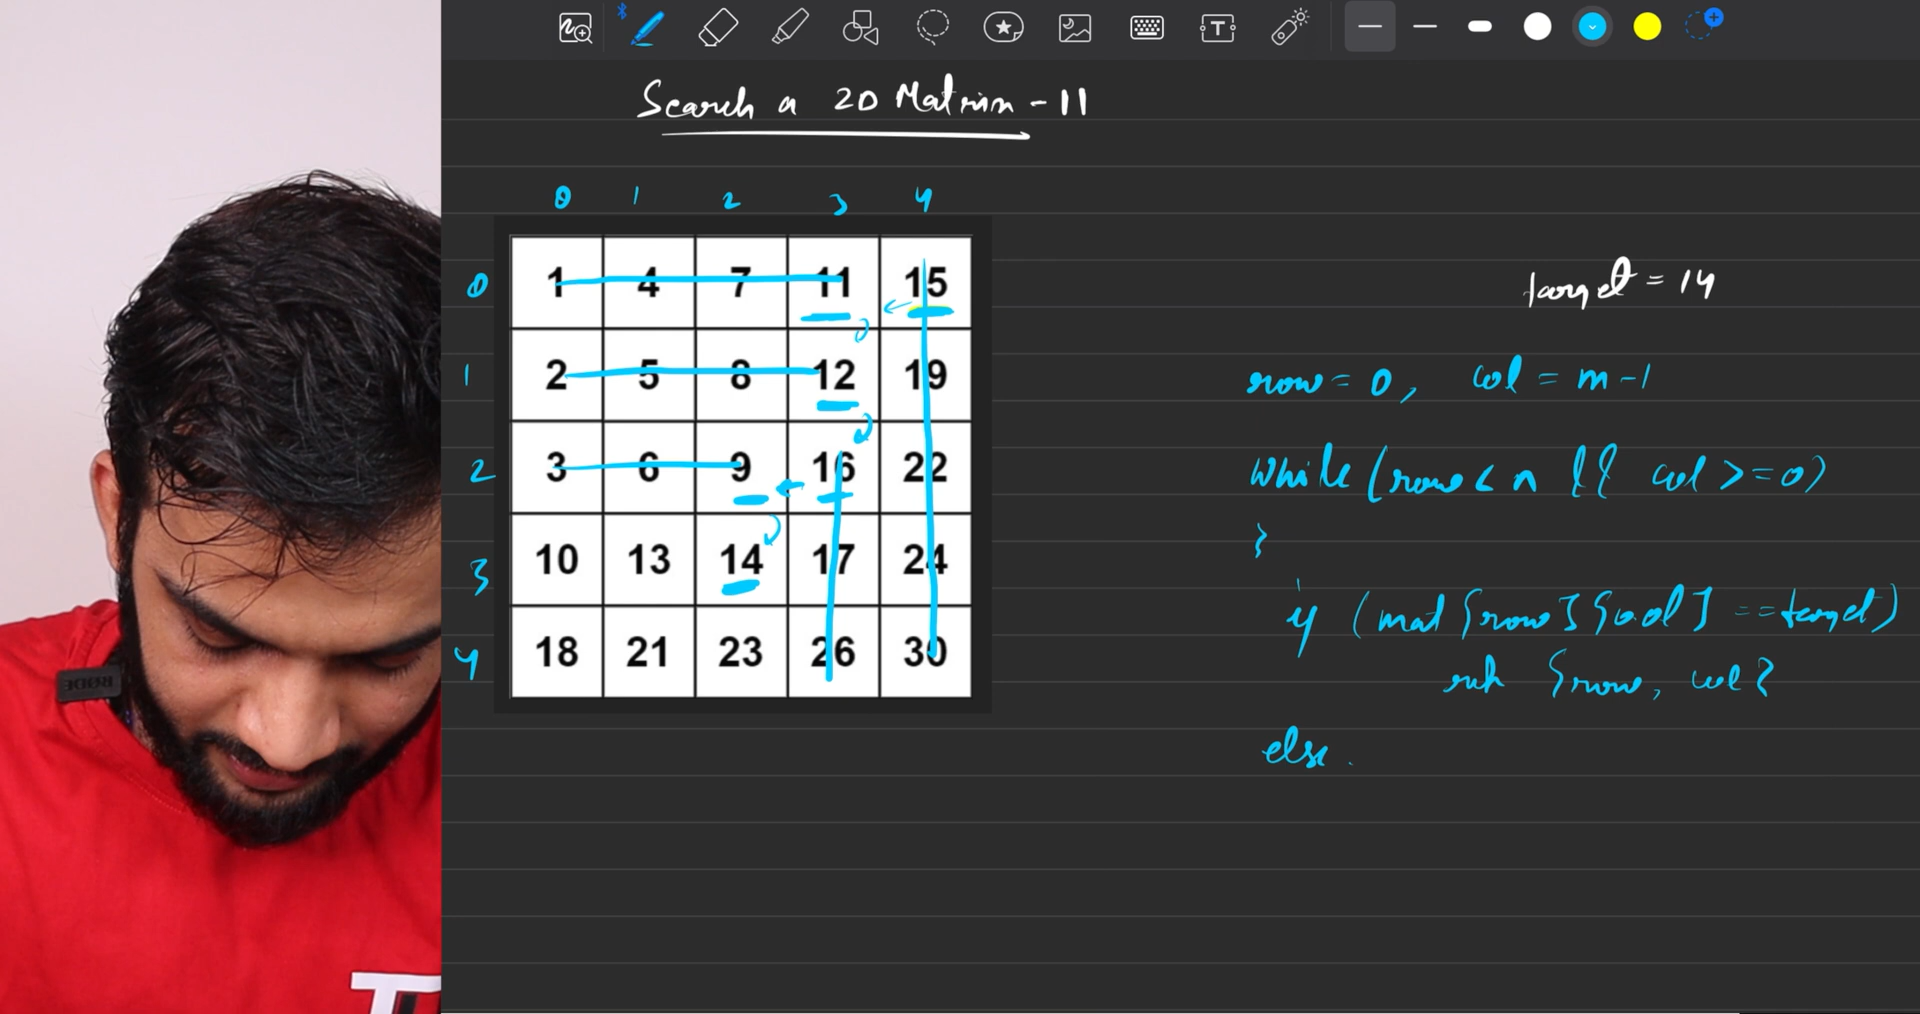 Search a 2D Matrix - II
0 1 2 3 4
0 1 4 7 11 15
1 2 5 8 12 19
2 3 6 9 16 22
3 10 13 14 17 24
4 18 21 23 26 30
target = 14
row = 0, col = m - 1
while (row < n && col >= 0)
{
if (mat[row][col] == target)
{row, col}
else
RØDE